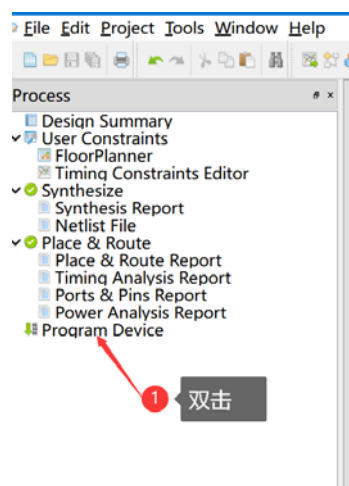 File Edit Project Tools Window Help
Process
Design Summary
User Constraints
FloorPlanner
Timing Constraints Editor
Synthesize
Synthesis Report
Netlist File
Place & Route
Place & Route Report
Timing Analysis Report
Ports & Pins Report
Power Analysis Report
Program Device
1 双击